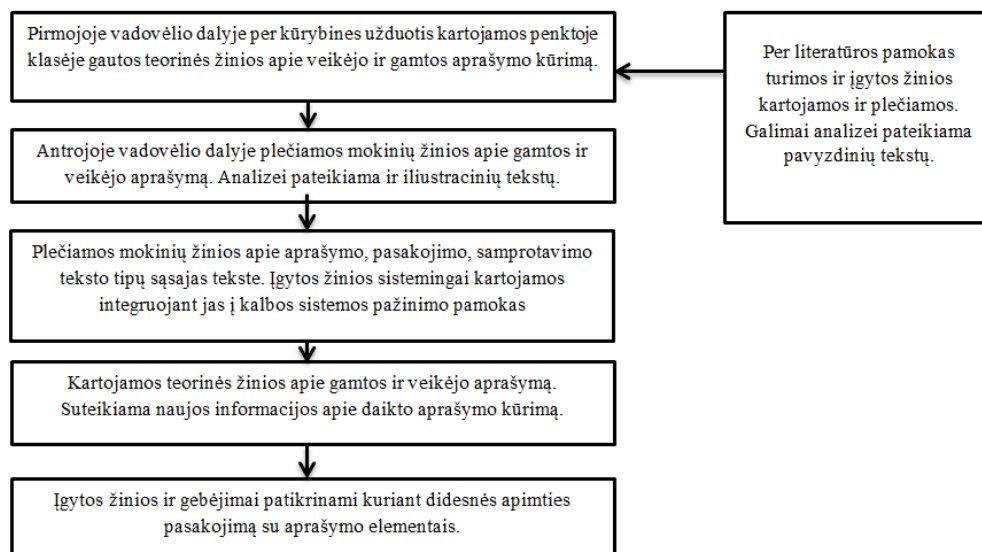 Pirmojoje vadovėlio dalyje per kūrybines užduotis kartojamos penktoje
klasėje gautos teorinės žinios apie veikėjo ir gamtos aprašymo kūrimą.
Per literatūros pamokas
turimos ir įgytos žinios
kartojamos ir plečiamos.
Galimai analizei pateikiama
pavyzdinių tekstų.
Antrojoje vadovėlio dalyje plečiamos mokinių žinios apie gamtos ir
veikėjo aprašymą. Analizei pateikiama ir iliustracinių tekstų.
Plečiamos mokinių žinios apie aprašymo, pasakojimo, samprotavimo
teksto tipų sąsajas tekste. Įgytos žinios sistemingai kartojamos
integruojant jas į kalbos sistemos pažinimo pamokas
Kartojamos teorinės žinios apie gamtos ir veikėjo aprašymą.
Suteikiama naujos informacijos apie daikto aprašymo kūrimą.
Įgytos žinios ir gebėjimai patikrinami kuriant didesnės apimties
pasakojimą su aprašymo elementais.